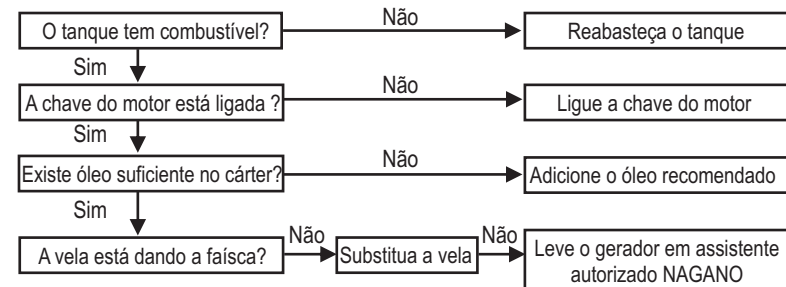 O tanque tem combustível?
Não
Reabasteça o tanque
Sim
A chave do motor está ligada ?
Não
Ligue a chave do motor
Sim
Existe óleo suficiente no cárter?
Não
Adicione o óleo recomendado
Sim
A vela está dando a faísca?
Não
Substitua a vela
Não
Leve o gerador em assistente
autorizado NAGANO